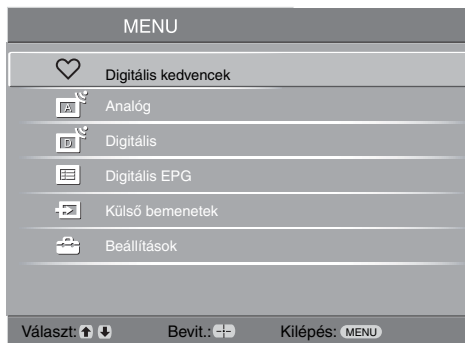 MENU
Digitális kedvencek
A Analóg
D Digitális
Digitális EPG
Külső bemenetek
Beállítások
Választ: Bevit.: Kilépés: MENU